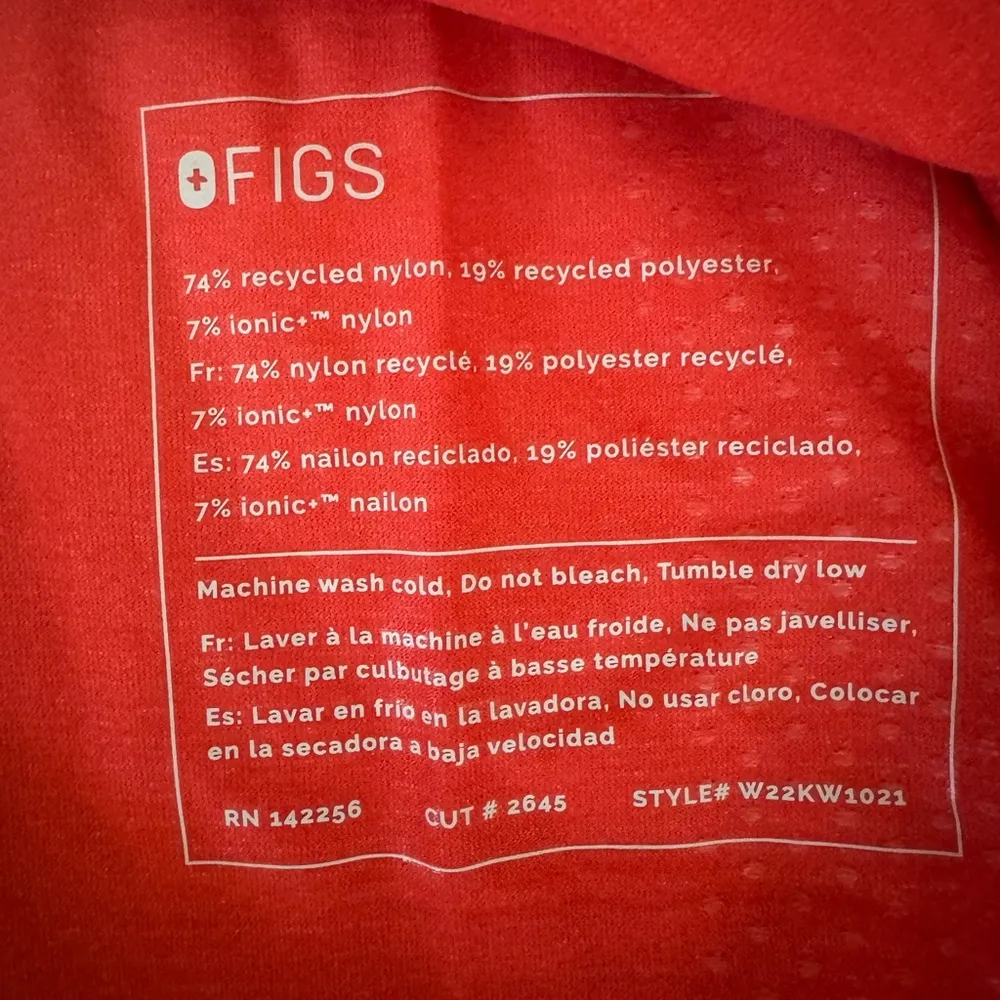 FIGS
74% recycled nylon, 19% recycled polyester,
7% ionic+™ nylon
Fr: 74% nylon recyclé, 19% polyester recyclé,
7% ionic+™ nylon
Es: 74% nailon reciclado, 19% poliéster reciclado,
7% ionic+™ nailon
Machine wash cold, Do not bleach, Tumble dry low
Fr: Laver à la machine à l'eau froide, Ne pas javelliser,
Sécher par culbutage à basse température
Es: Lavar en frío en la lavadora, No usar cloro, Colocar
en la secadora a baja velocidad
RN 142256 CUT # 2645 STYLE# W22KW1021